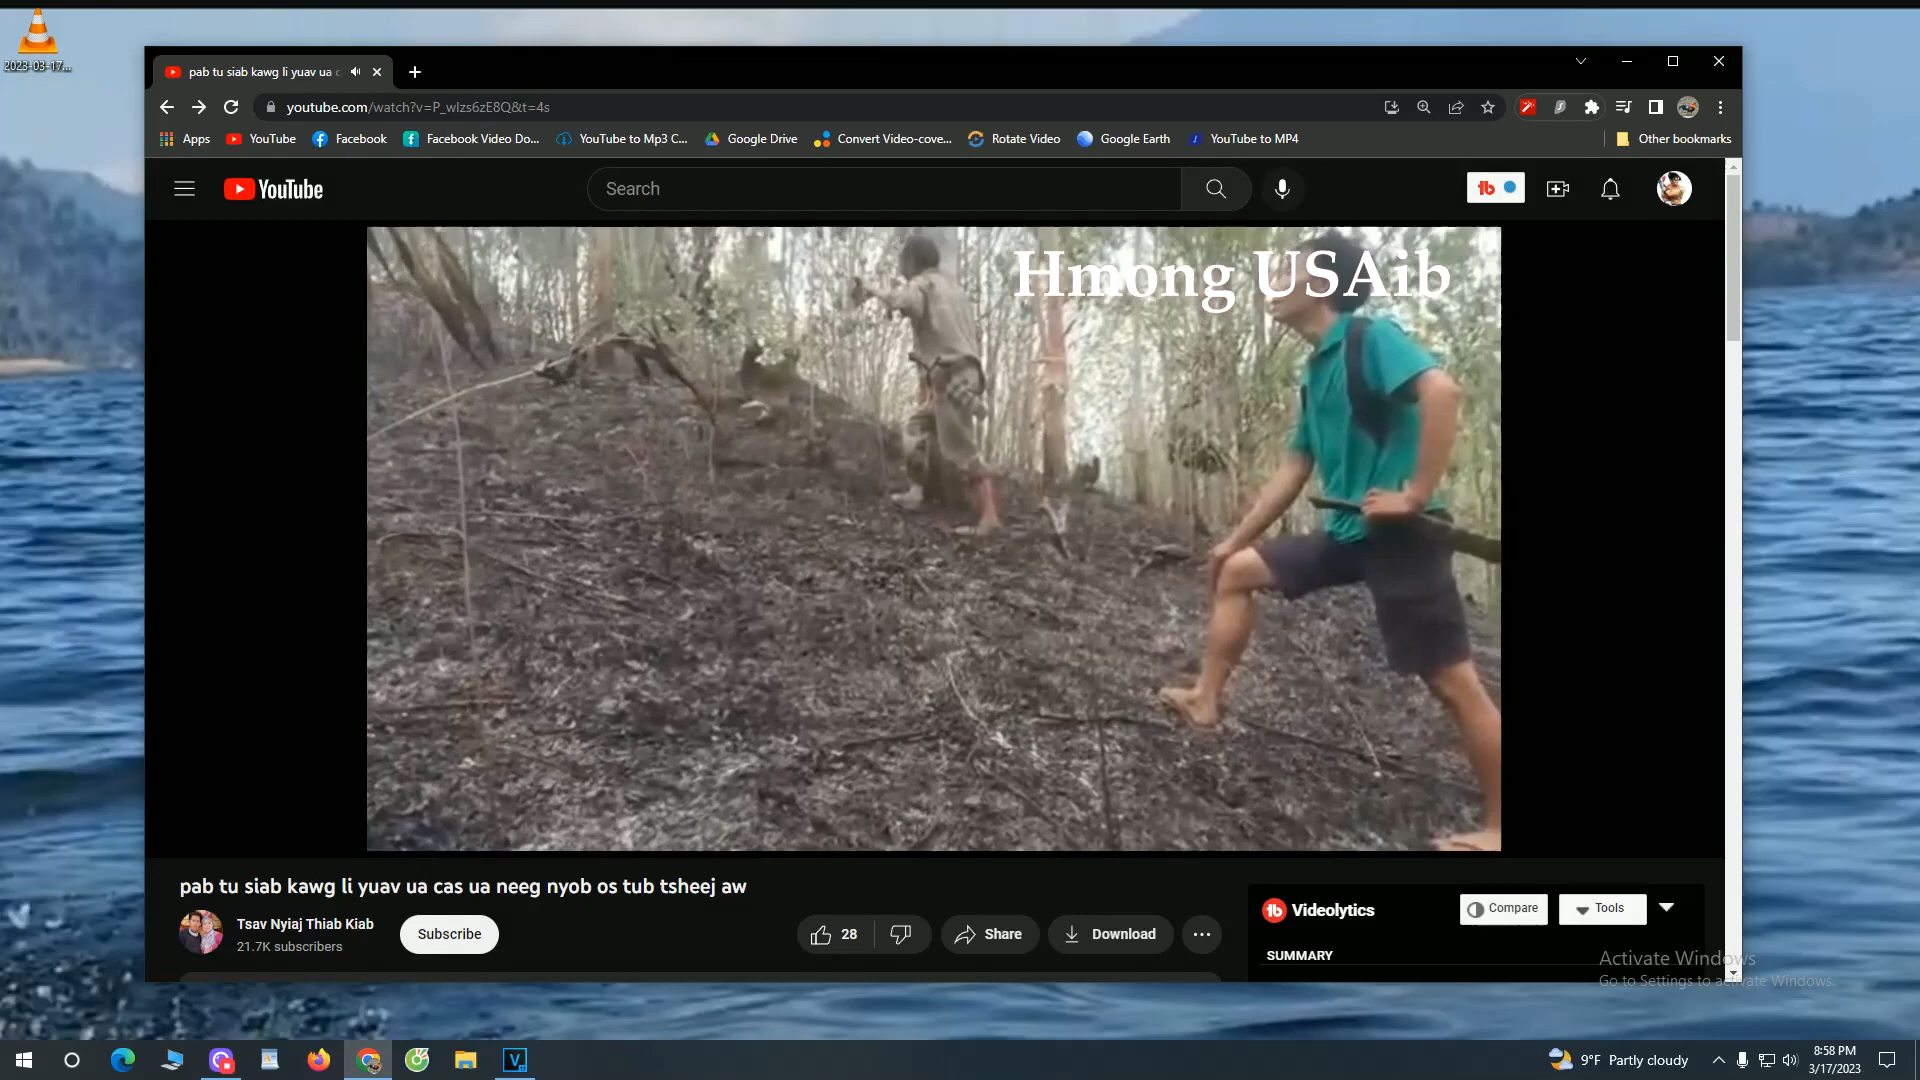 2023-03-17...
pab tu siab kawg li yuav ua c
youtube.com/watch?v=P_wlzs6zE8Q&t=4s
Apps YouTube Facebook Facebook Video Do... YouTube to Mp3 C... Google Drive Convert Video-cove... Rotate Video Google Earth YouTube to MP4 Other bookmarks
YouTube
Search
Hmong USAib
pab tu siab kawg li yuav ua cas ua neeg nyob os tub tsheej aw
Tsav Nyiaj Thiab Kiab
21.7K subscribers
Subscribe
28
Share
Download
Videolytics
Compare
Tools
SUMMARY
Activate Windows
Go to Settings to activate Windows.
9°F Partly cloudy
8:58 PM
3/17/2023